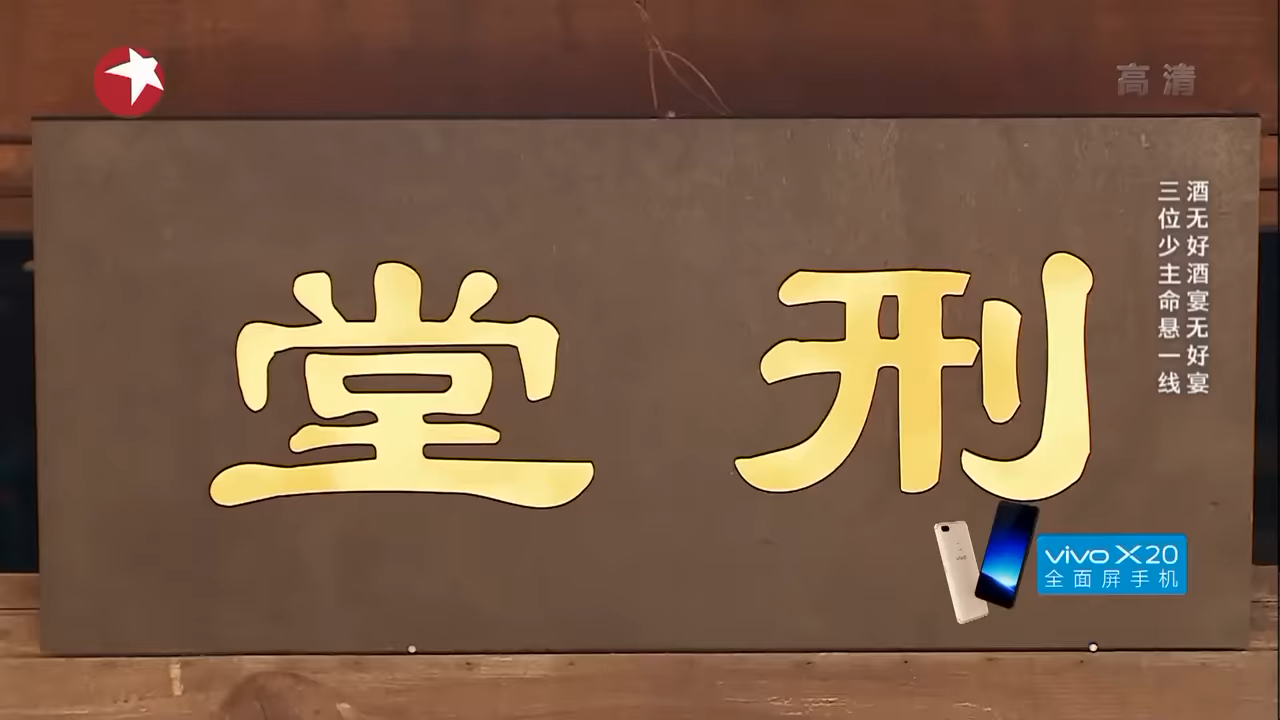 高清
刑堂
酒无好酒宴无好宴
三位少主命悬一线
vivo X20
全面屏手机